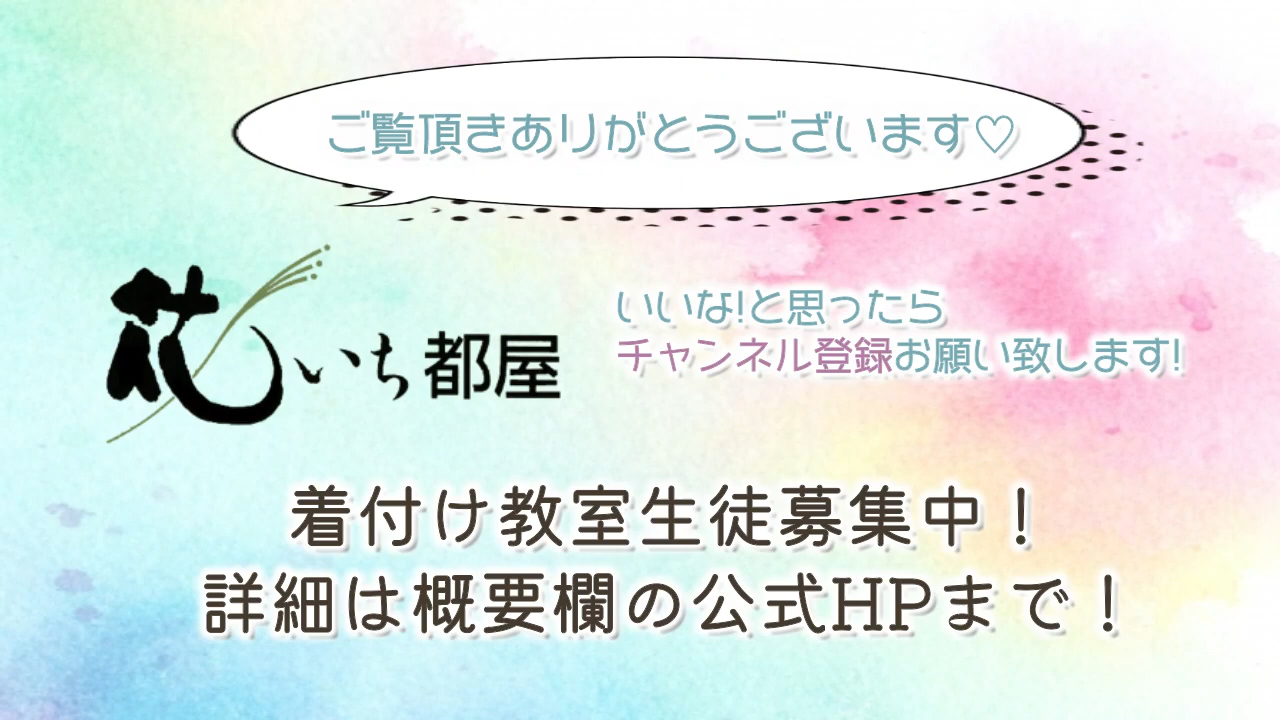 ご覧頂きありがとうございます♡
花いち都屋
いいな!と思ったら
チャンネル登録お願い致します!
着付け教室生徒募集中！
詳細は概要欄の公式HPまで！